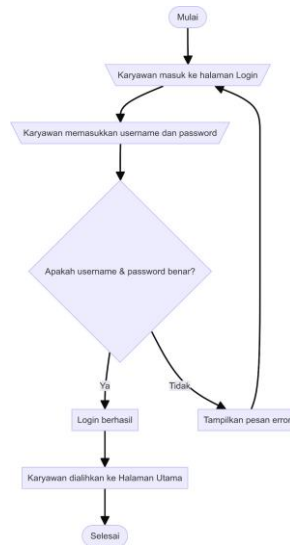 Mulai
Karyawan masuk ke halaman Login
Karyawan memasukkan username dan password
Apakah username & password benar?
Ya
Tidak
Login berhasil
Tampilkan pesan error
Karyawan dialihkan ke Halaman Utama
Selesai